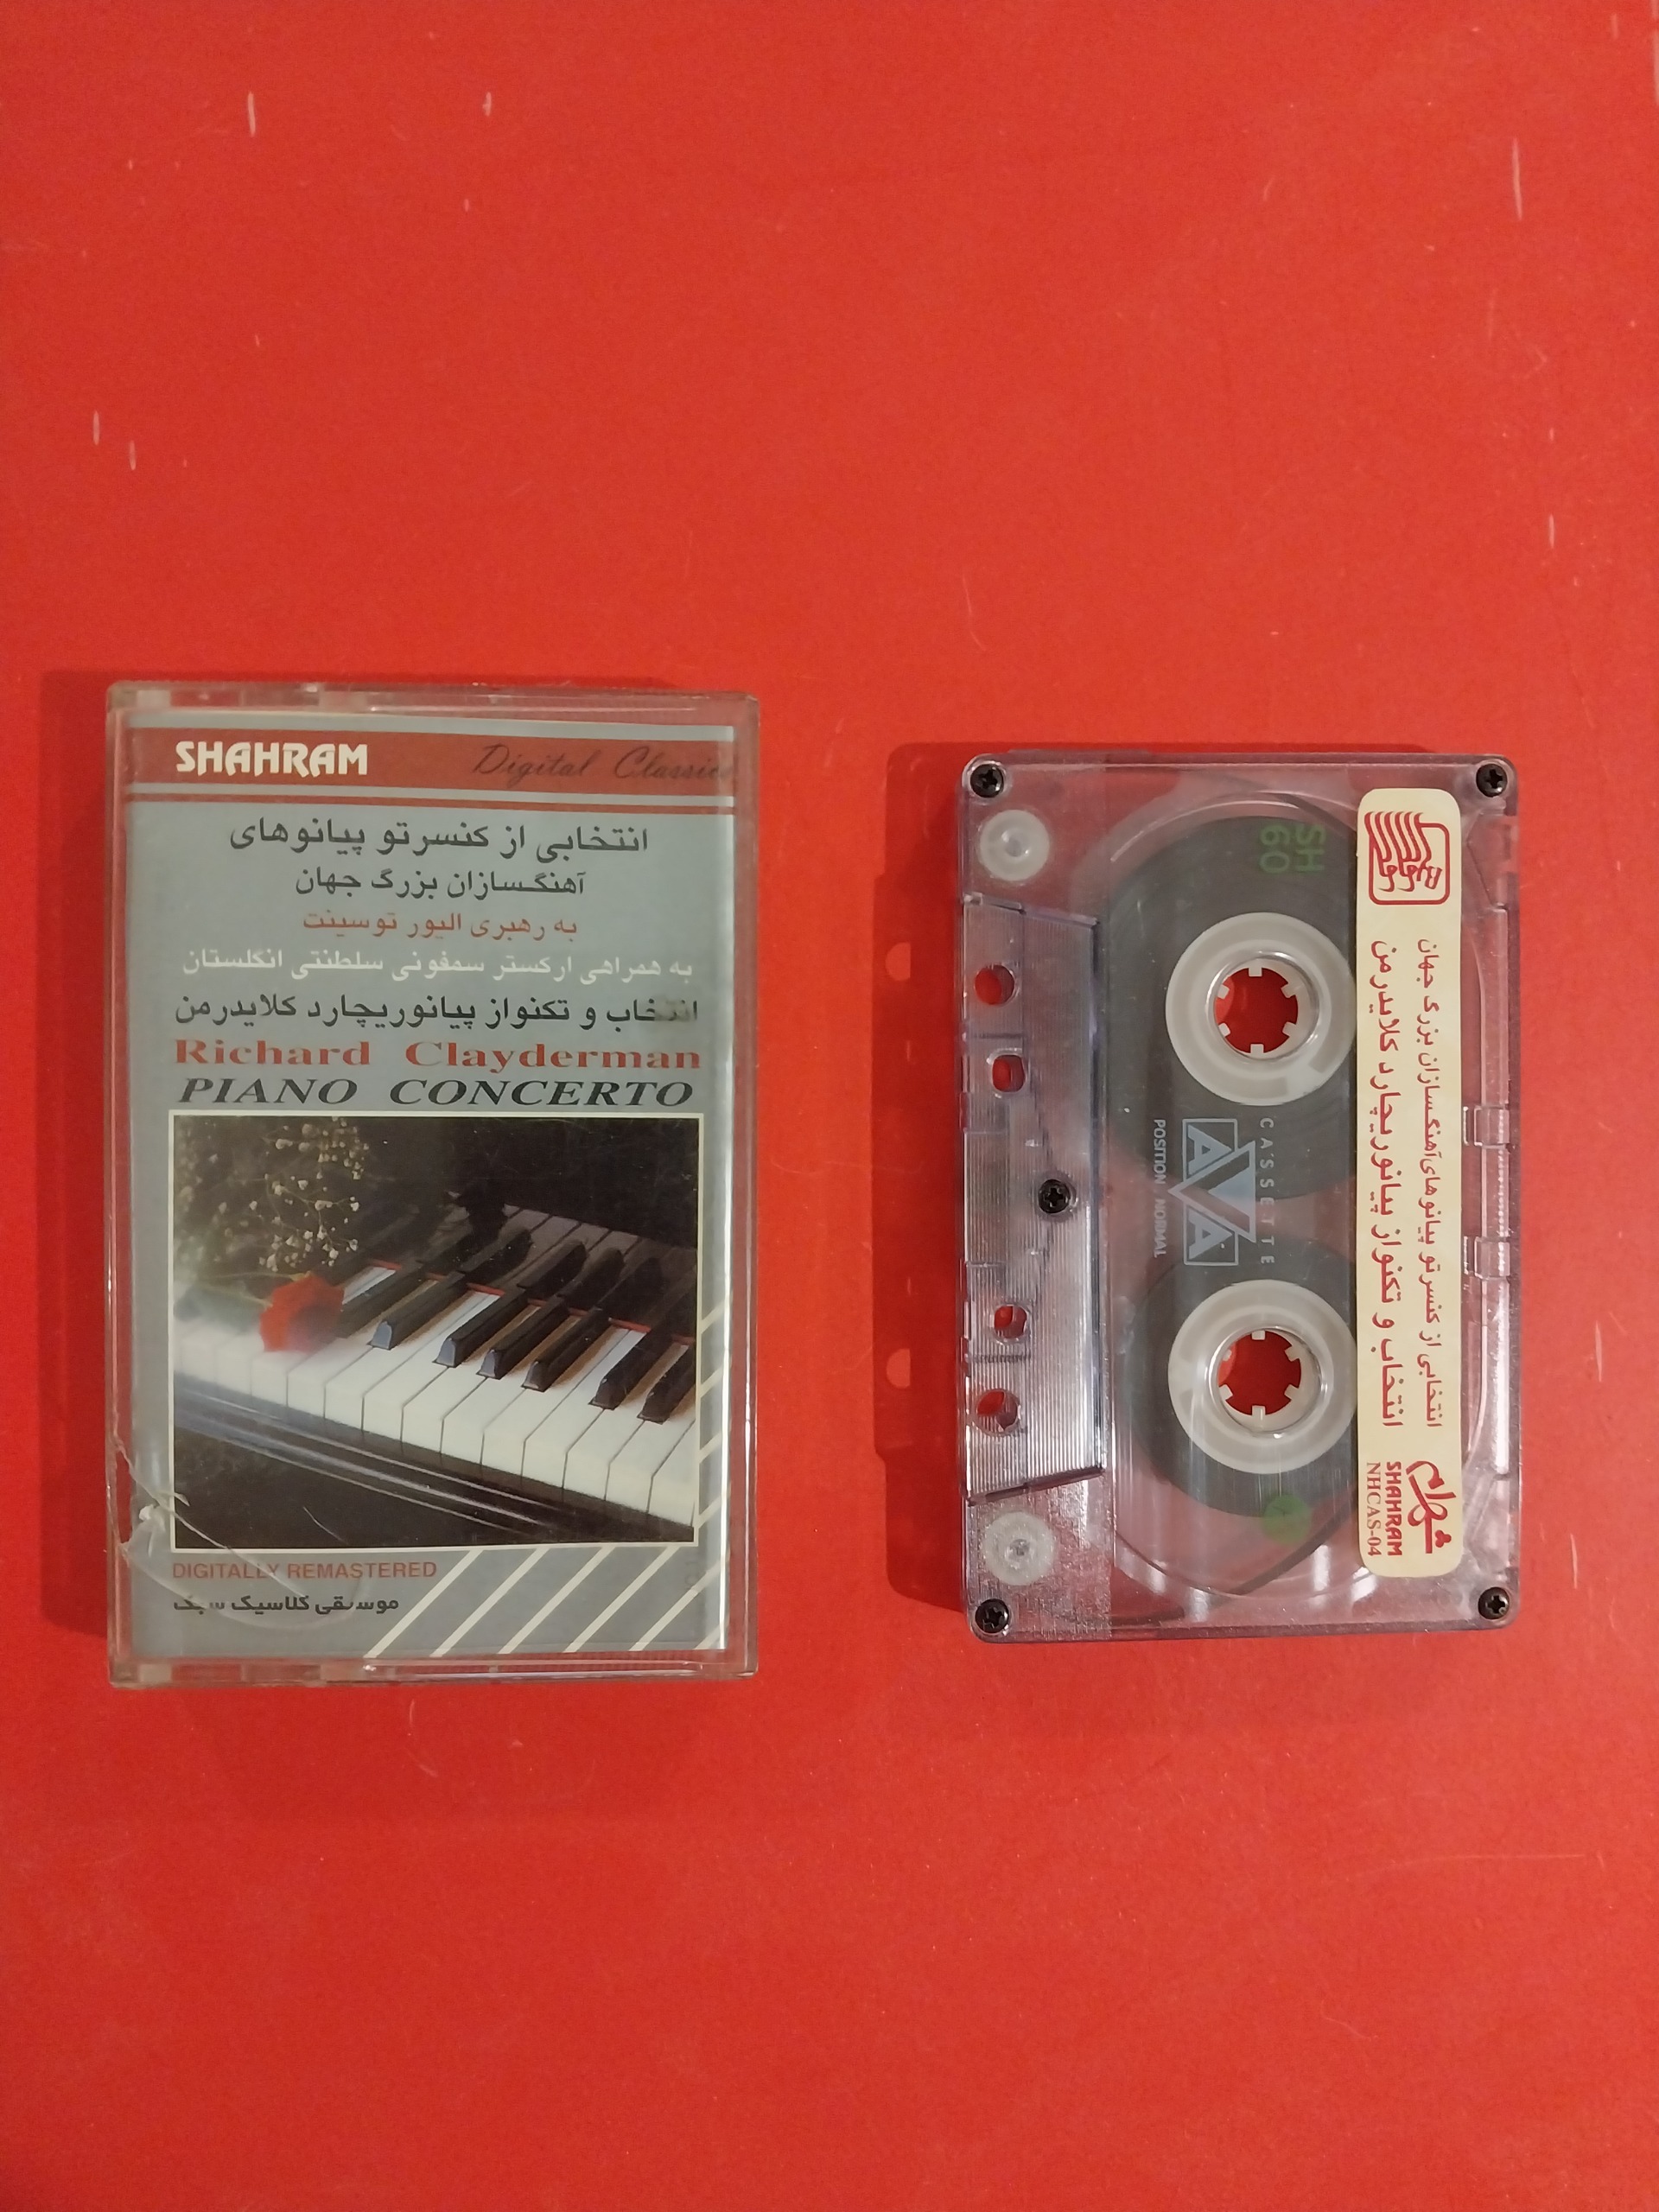 SHAHRAM Digital Classics
انتخابی از کنسرتو پیانوهای
آهنگسازان بزرگ جهان
به رهبری الیور توسینت
به همراهی ارکستر سمفونی سلطنتی انگلستان
انتخاب و تکنواز پیانوریچارد کلایدرمن
Richard Clayderman
PIANO CONCERTO
DIGITALLY REMASTERED
موسیقی کلاسیک سبک
انتخابی از کنسرتو پیانوهای آهنگسازان بزرگ جهان
انتخاب و تکنواز پیانوریچارد کلایدرمن
شهرام
SHAHRAM
NHCAS-04
SH
60
CASSETTE
AVA
POSITION NORMAL